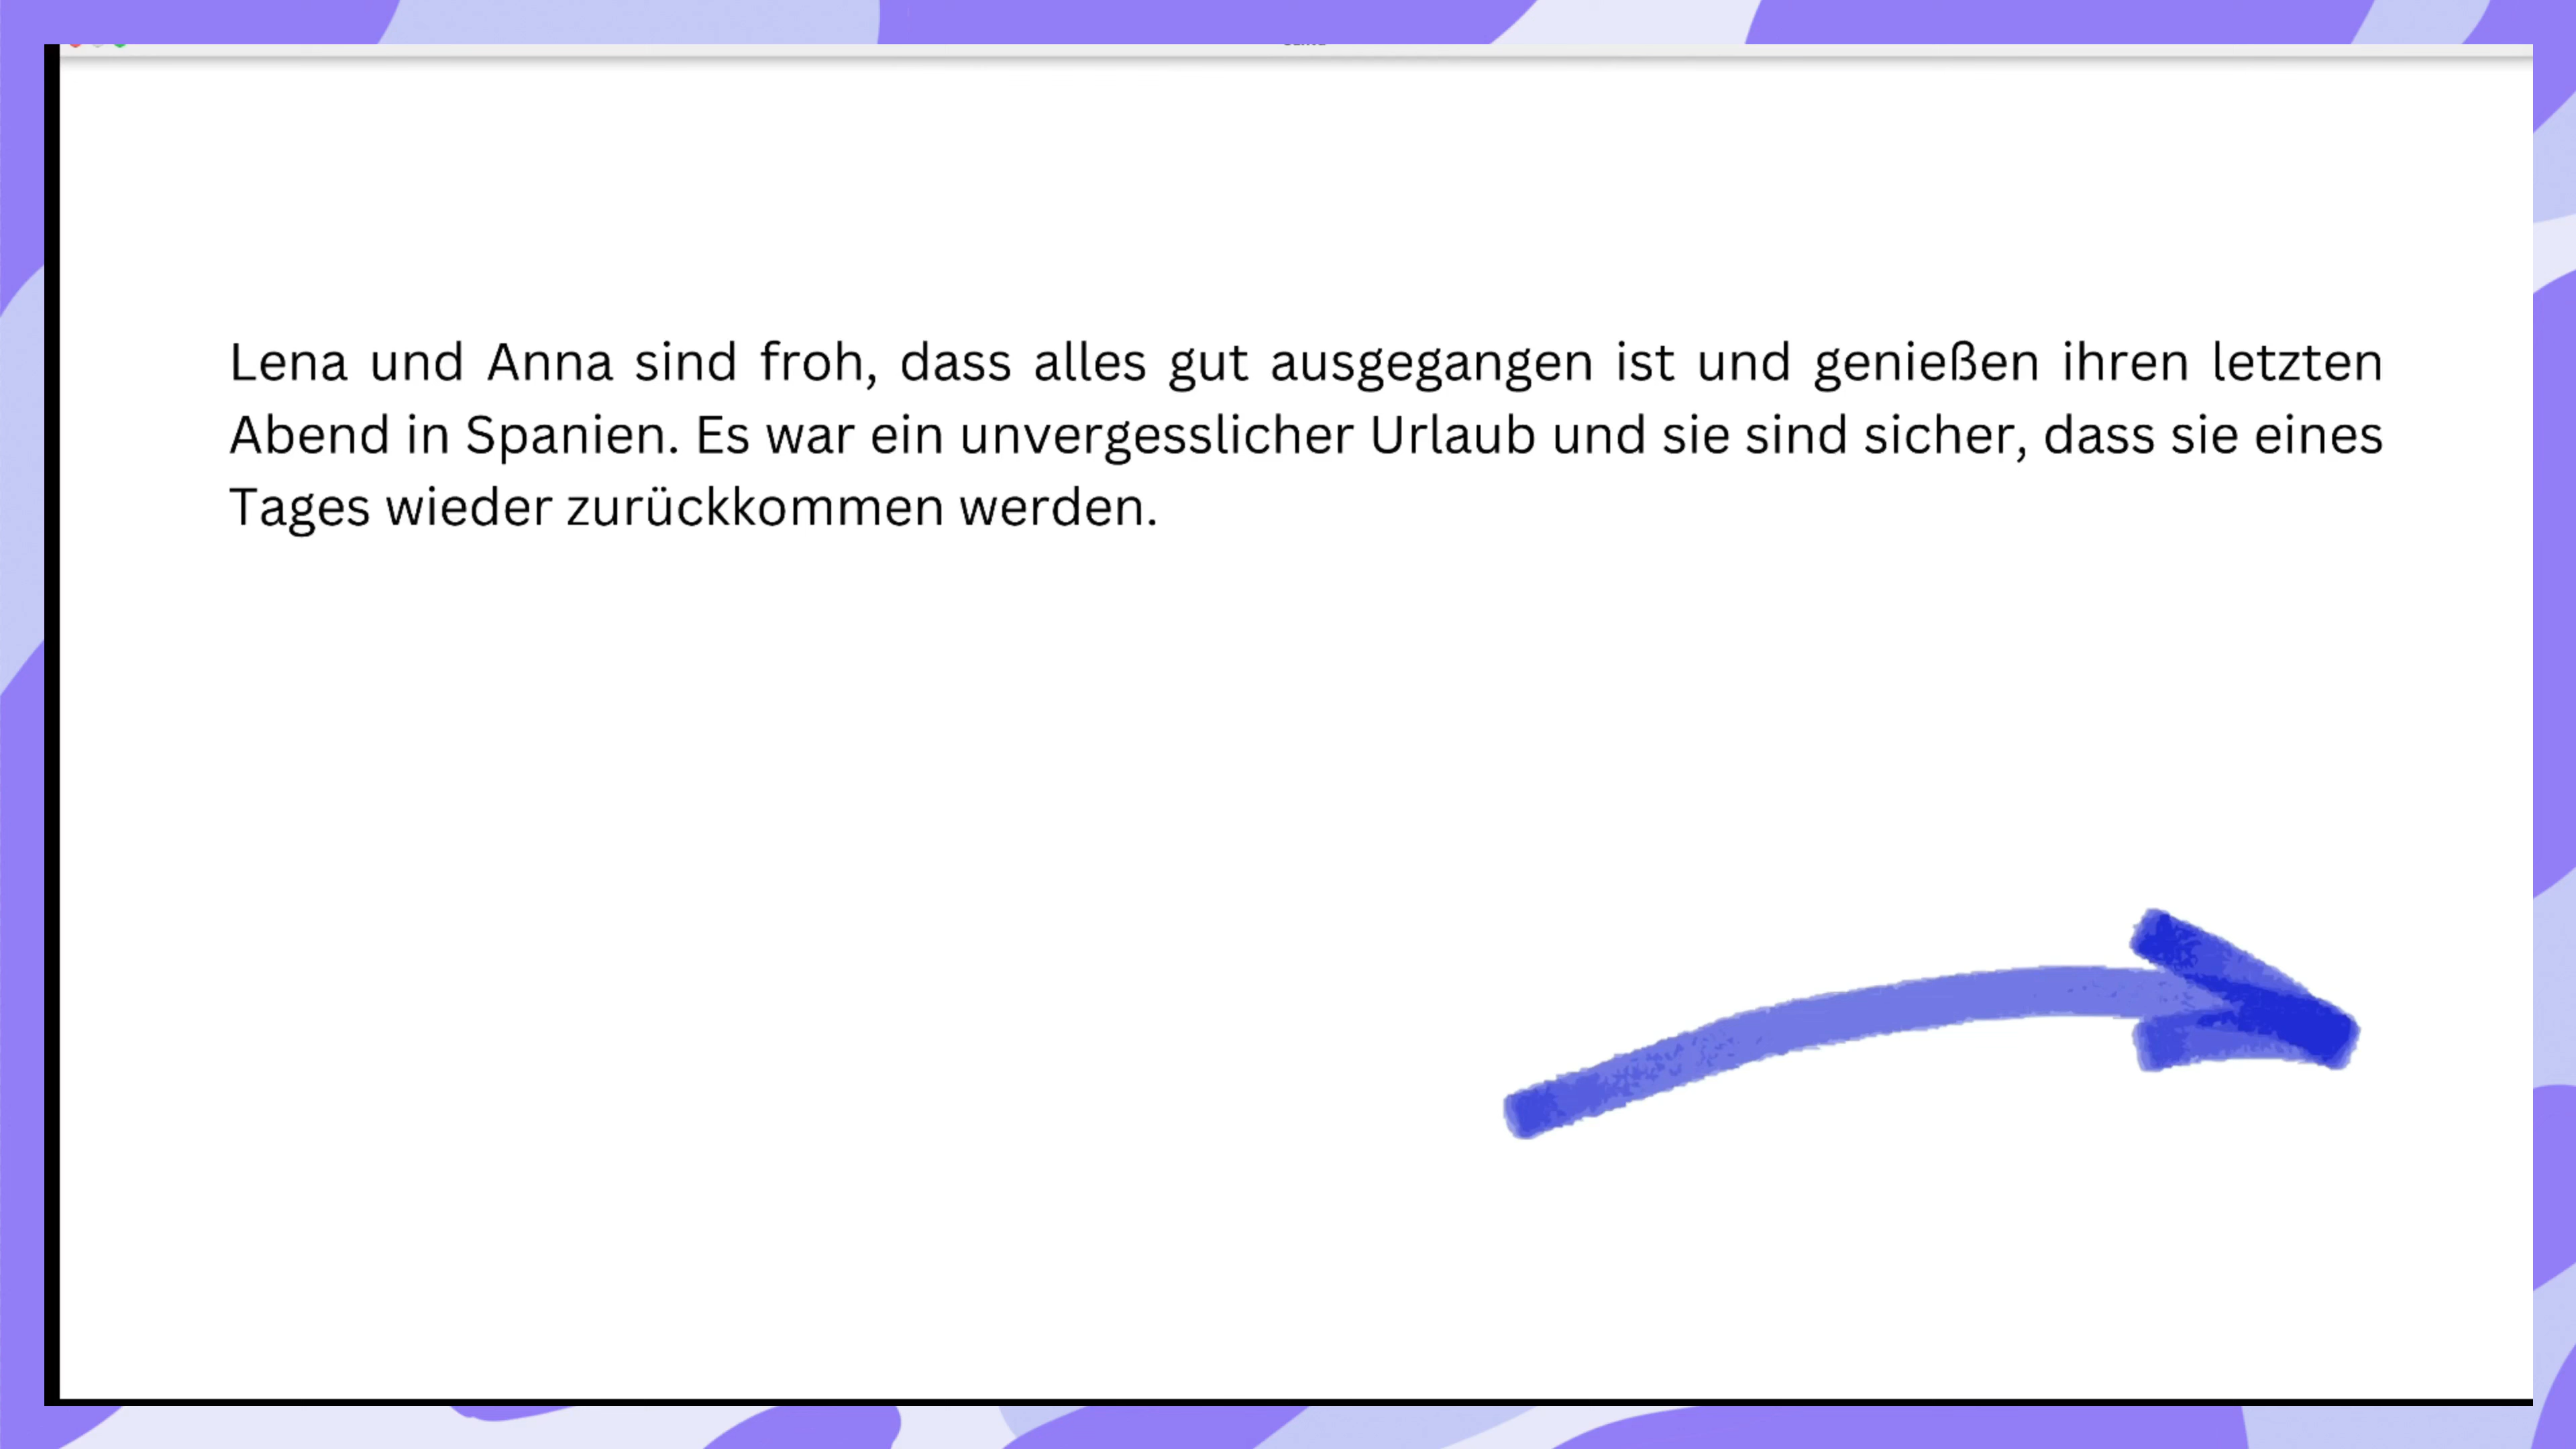 Lena und Anna sind froh, dass alles gut ausgegangen ist und genießen ihren letzten
Abend in Spanien. Es war ein unvergesslicher Urlaub und sie sind sicher, dass sie eines
Tages wieder zurückkommen werden.